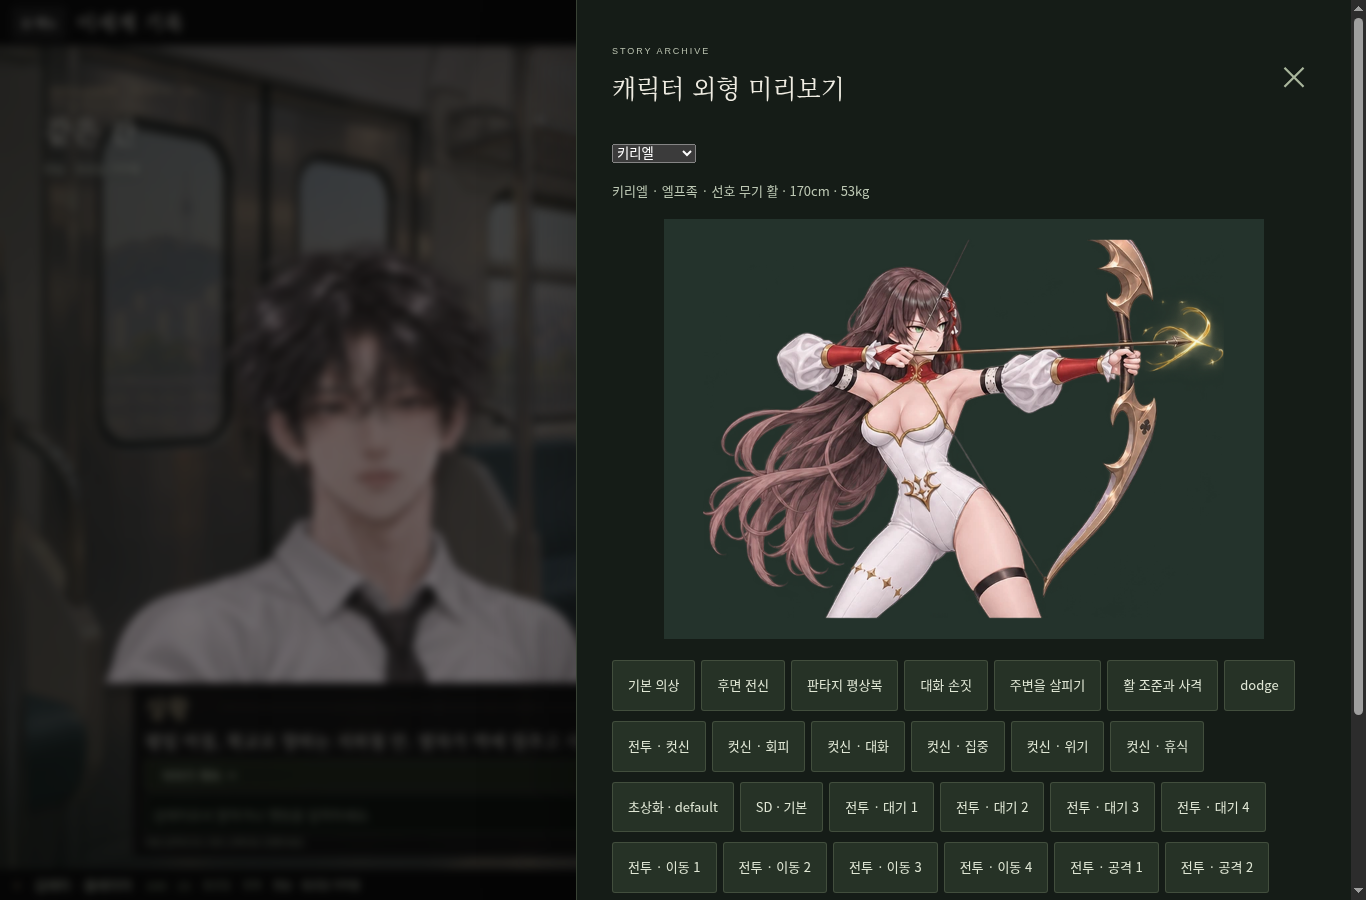 STORY ARCHIVE
캐릭터 외형 미리보기
키리엘
키리엘 · 엘프족 · 선호 무기 활 · 170cm · 53kg
기본 의상 후면 전신 판타지 평상복 대화 손짓 주변을 살피기 활 조준과 사격 dodge
전투 · 컷신 컷신 · 회피 컷신 · 대화 컷신 · 집중 컷신 · 위기 컷신 · 휴식
초상화 · default SD · 기본 전투 · 대기 1 전투 · 대기 2 전투 · 대기 3 전투 · 대기 4
전투 · 이동 1 전투 · 이동 2 전투 · 이동 3 전투 · 이동 4 전투 · 공격 1 전투 · 공격 2